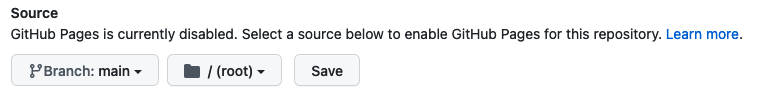 Source
GitHub Pages is currently disabled. Select a source below to enable GitHub Pages for this repository. Learn more.
Branch: main / (root) Save